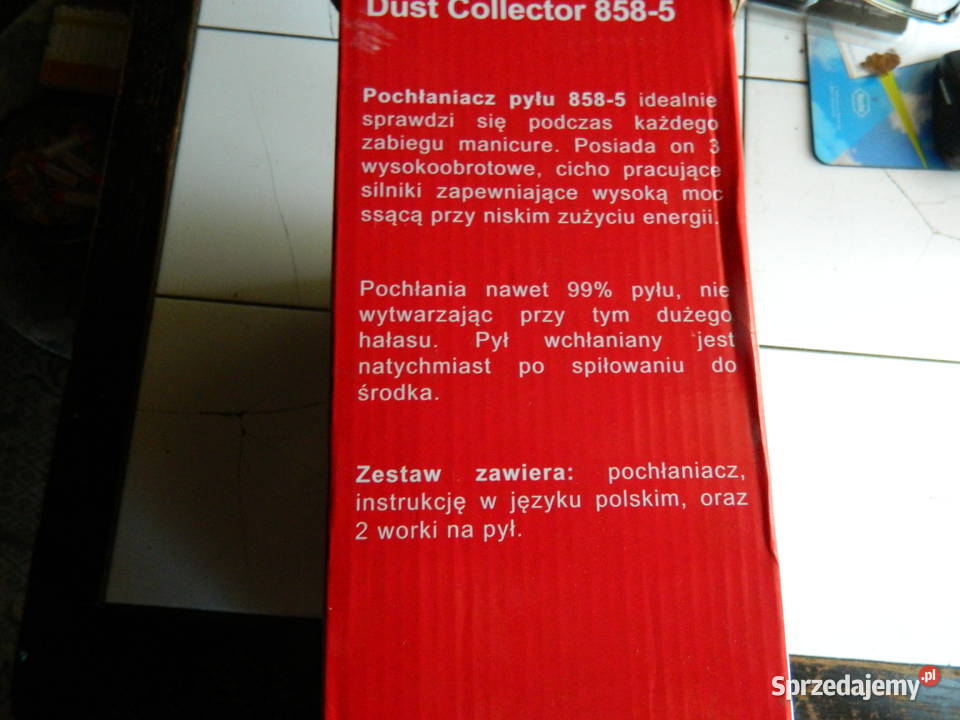 Dust Collector 858-5
Pochłaniacz pyłu 858-5 idealnie
sprawdzi się podczas każdego
zabiegu manicure. Posiada on 3
wysokoobrotowe, cicho pracujące
silniki zapewniające wysoką moc
ssącą przy niskim zużyciu energii.
Pochłania nawet 99% pyłu, nie
wytwarzając przy tym dużego
hałasu. Pył wchłaniany jest
natychmiast po spiłowaniu do
środka.
Zestaw zawiera: pochłaniacz,
instrukcję w języku polskim, oraz
2 worki na pył.
Sprzedajemy.pl